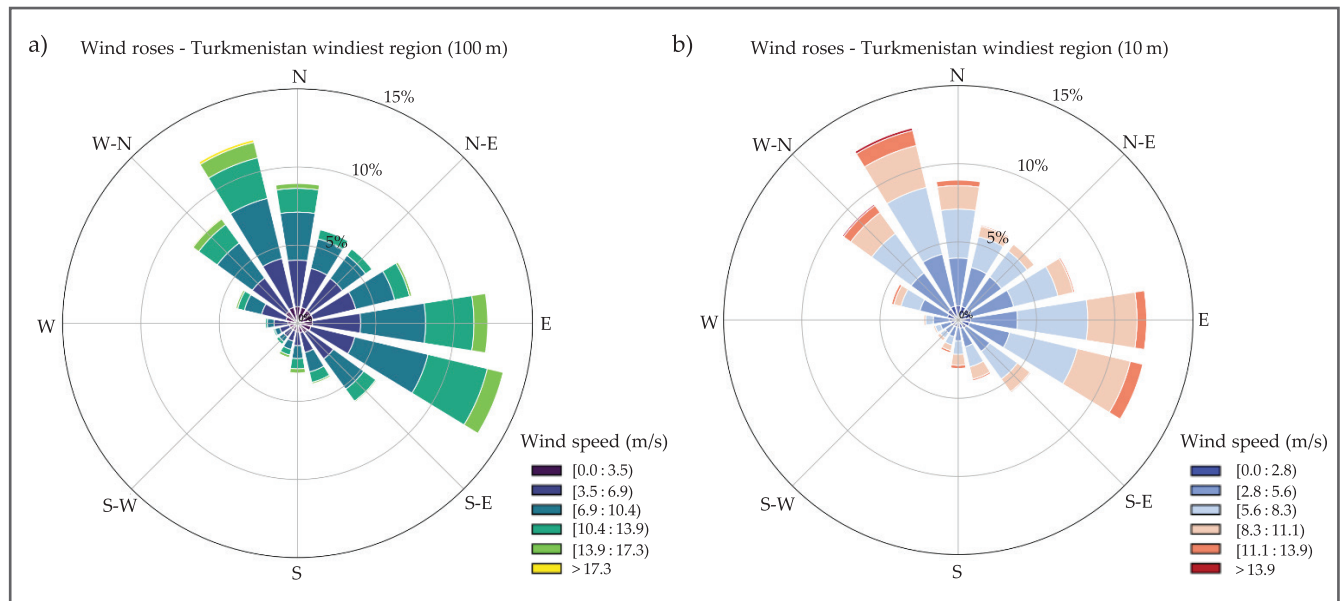 a) Wind roses - Turkmenistan windiest region (100 m)
N
15%
W-N
N-E
10%
5%
0%
W
E
S-W
S-E
S
Wind speed (m/s)
[0.0 : 3.5)
[3.5 : 6.9)
[6.9 : 10.4)
[10.4 : 13.9)
[13.9 : 17.3)
> 17.3
b) Wind roses - Turkmenistan windiest region (10 m)
N
15%
W-N
N-E
10%
5%
0%
W
E
S-W
S-E
S
Wind speed (m/s)
[0.0 : 2.8)
[2.8 : 5.6)
[5.6 : 8.3)
[8.3 : 11.1)
[11.1 : 13.9)
> 13.9